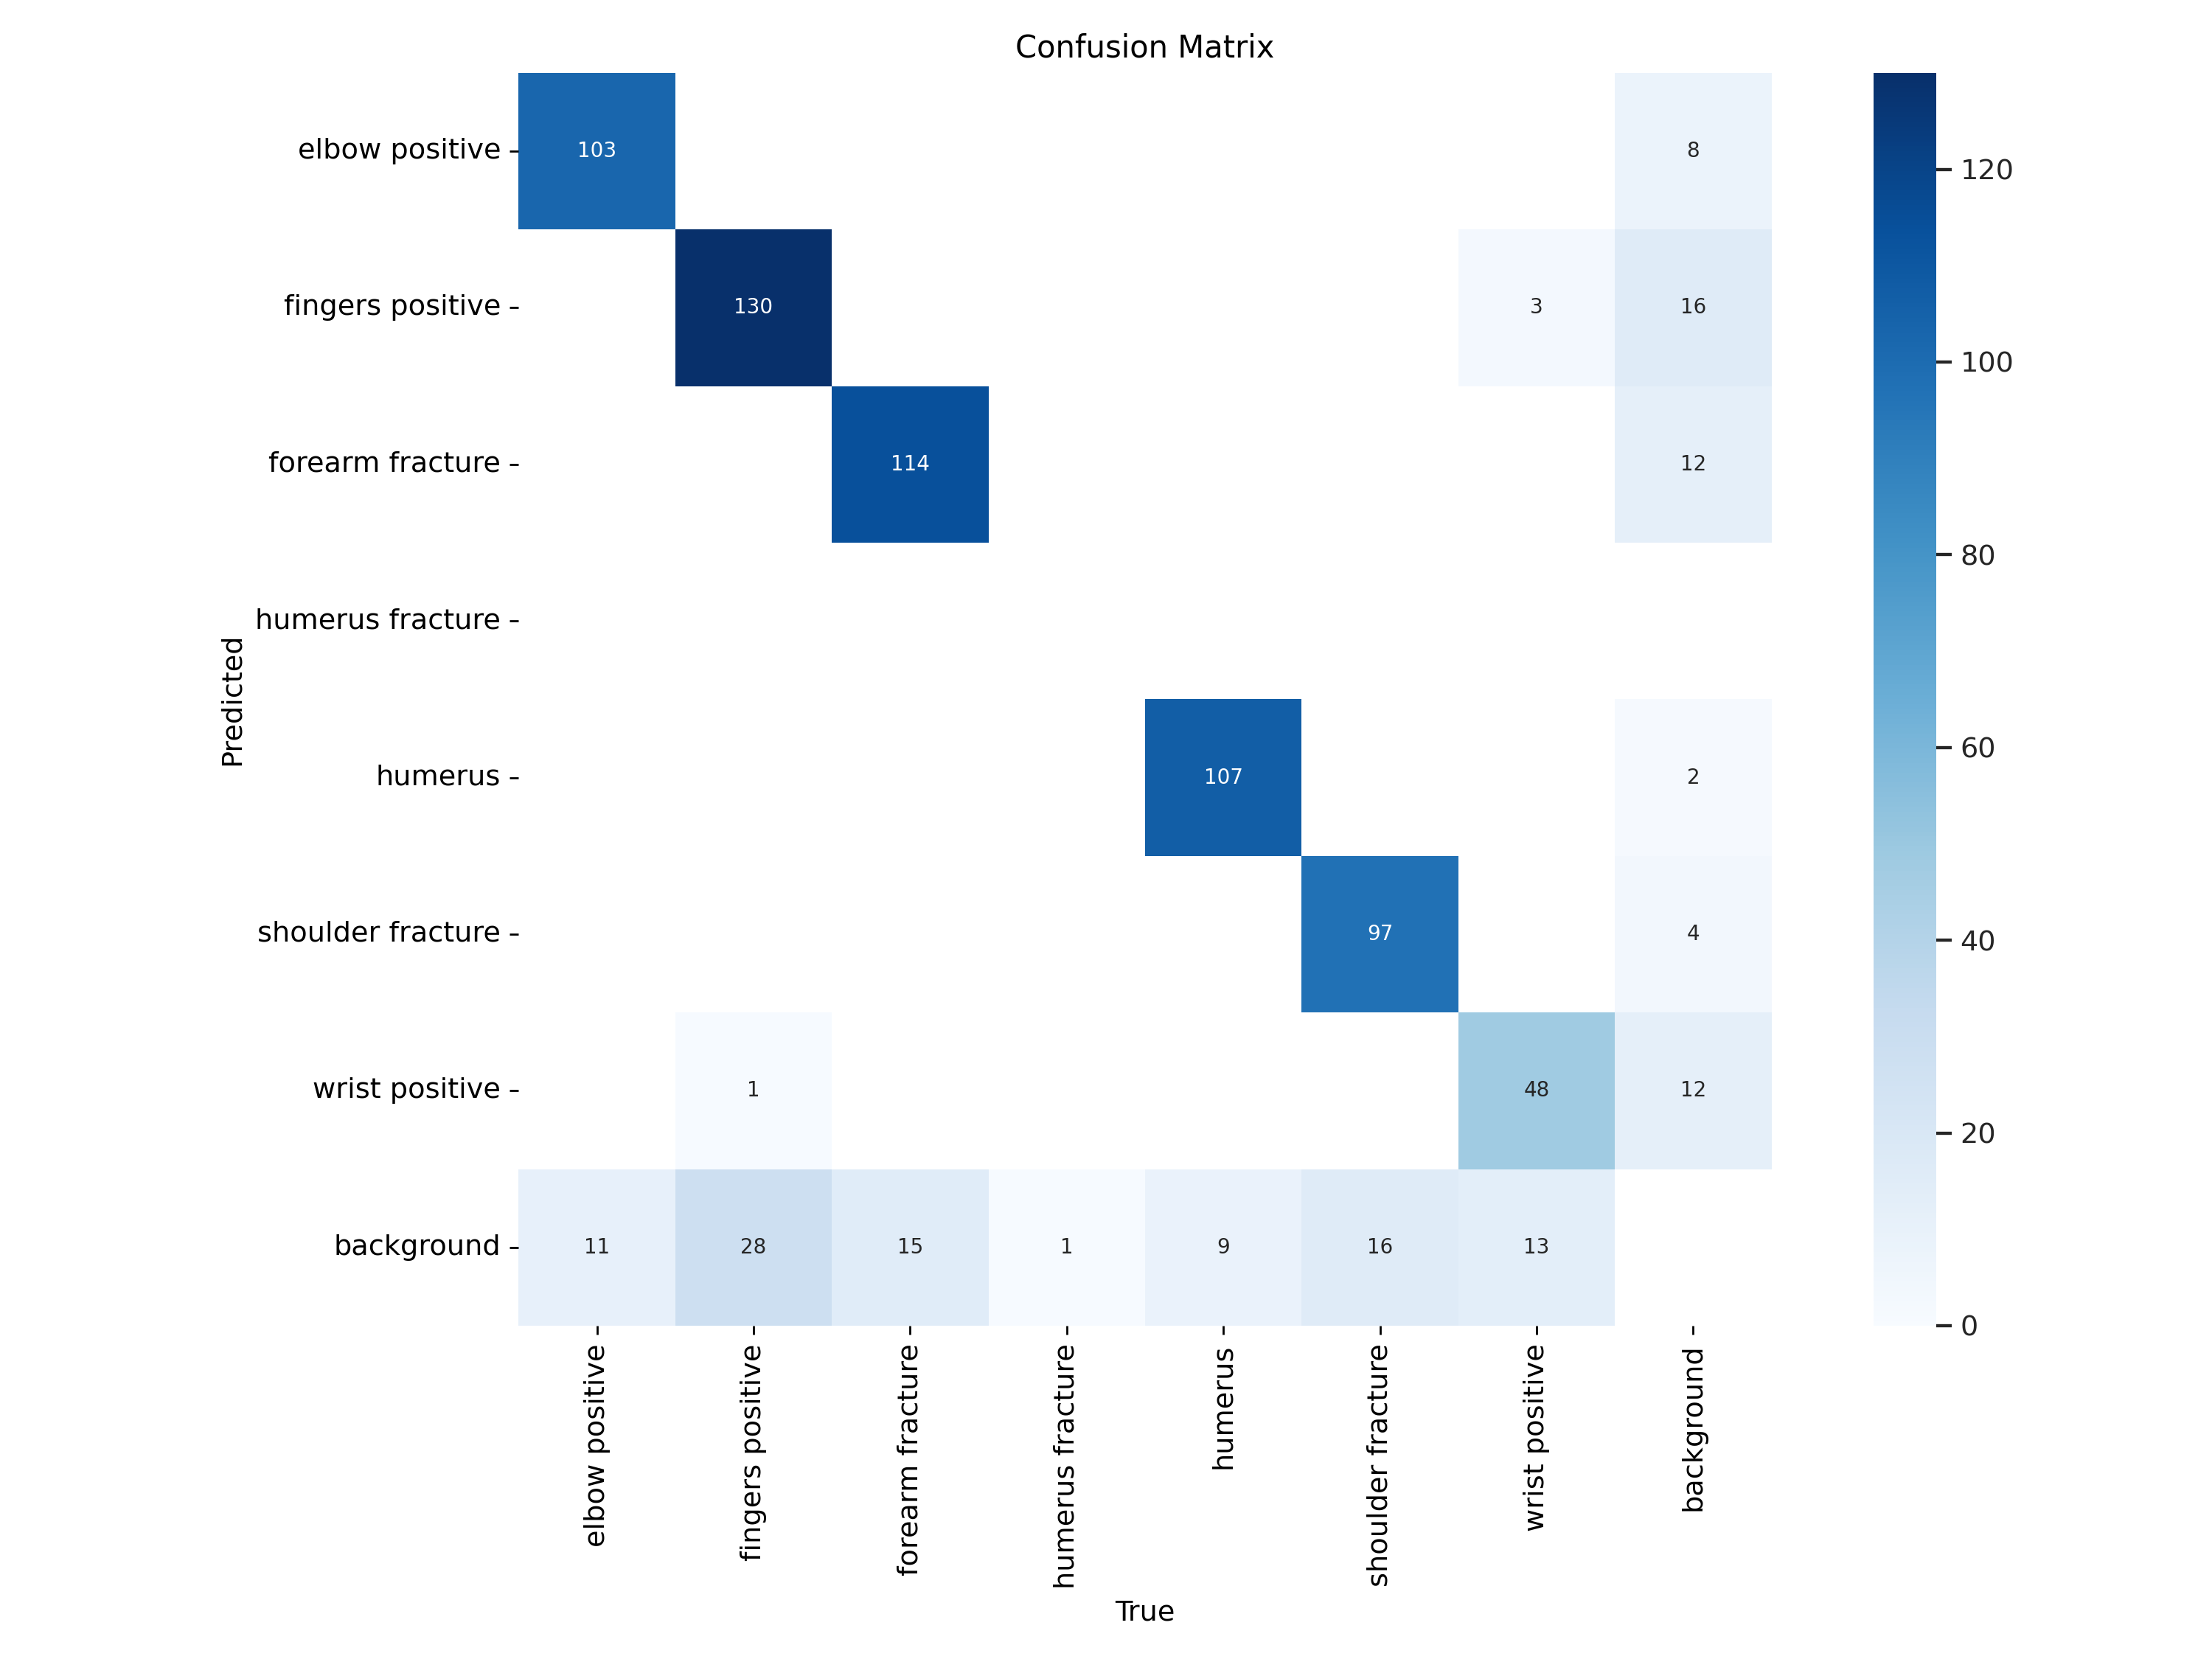 Confusion Matrix
elbow positive 103 8
fingers positive 130 3 16
forearm fracture 114 12
humerus fracture
humerus 107 2
shoulder fracture 97 4
wrist positive 1 48 12
background 11 28 15 1 9 16 13
Predicted
elbow positive
fingers positive
forearm fracture
humerus fracture
humerus
shoulder fracture
wrist positive
background
True
120
100
80
60
40
20
0